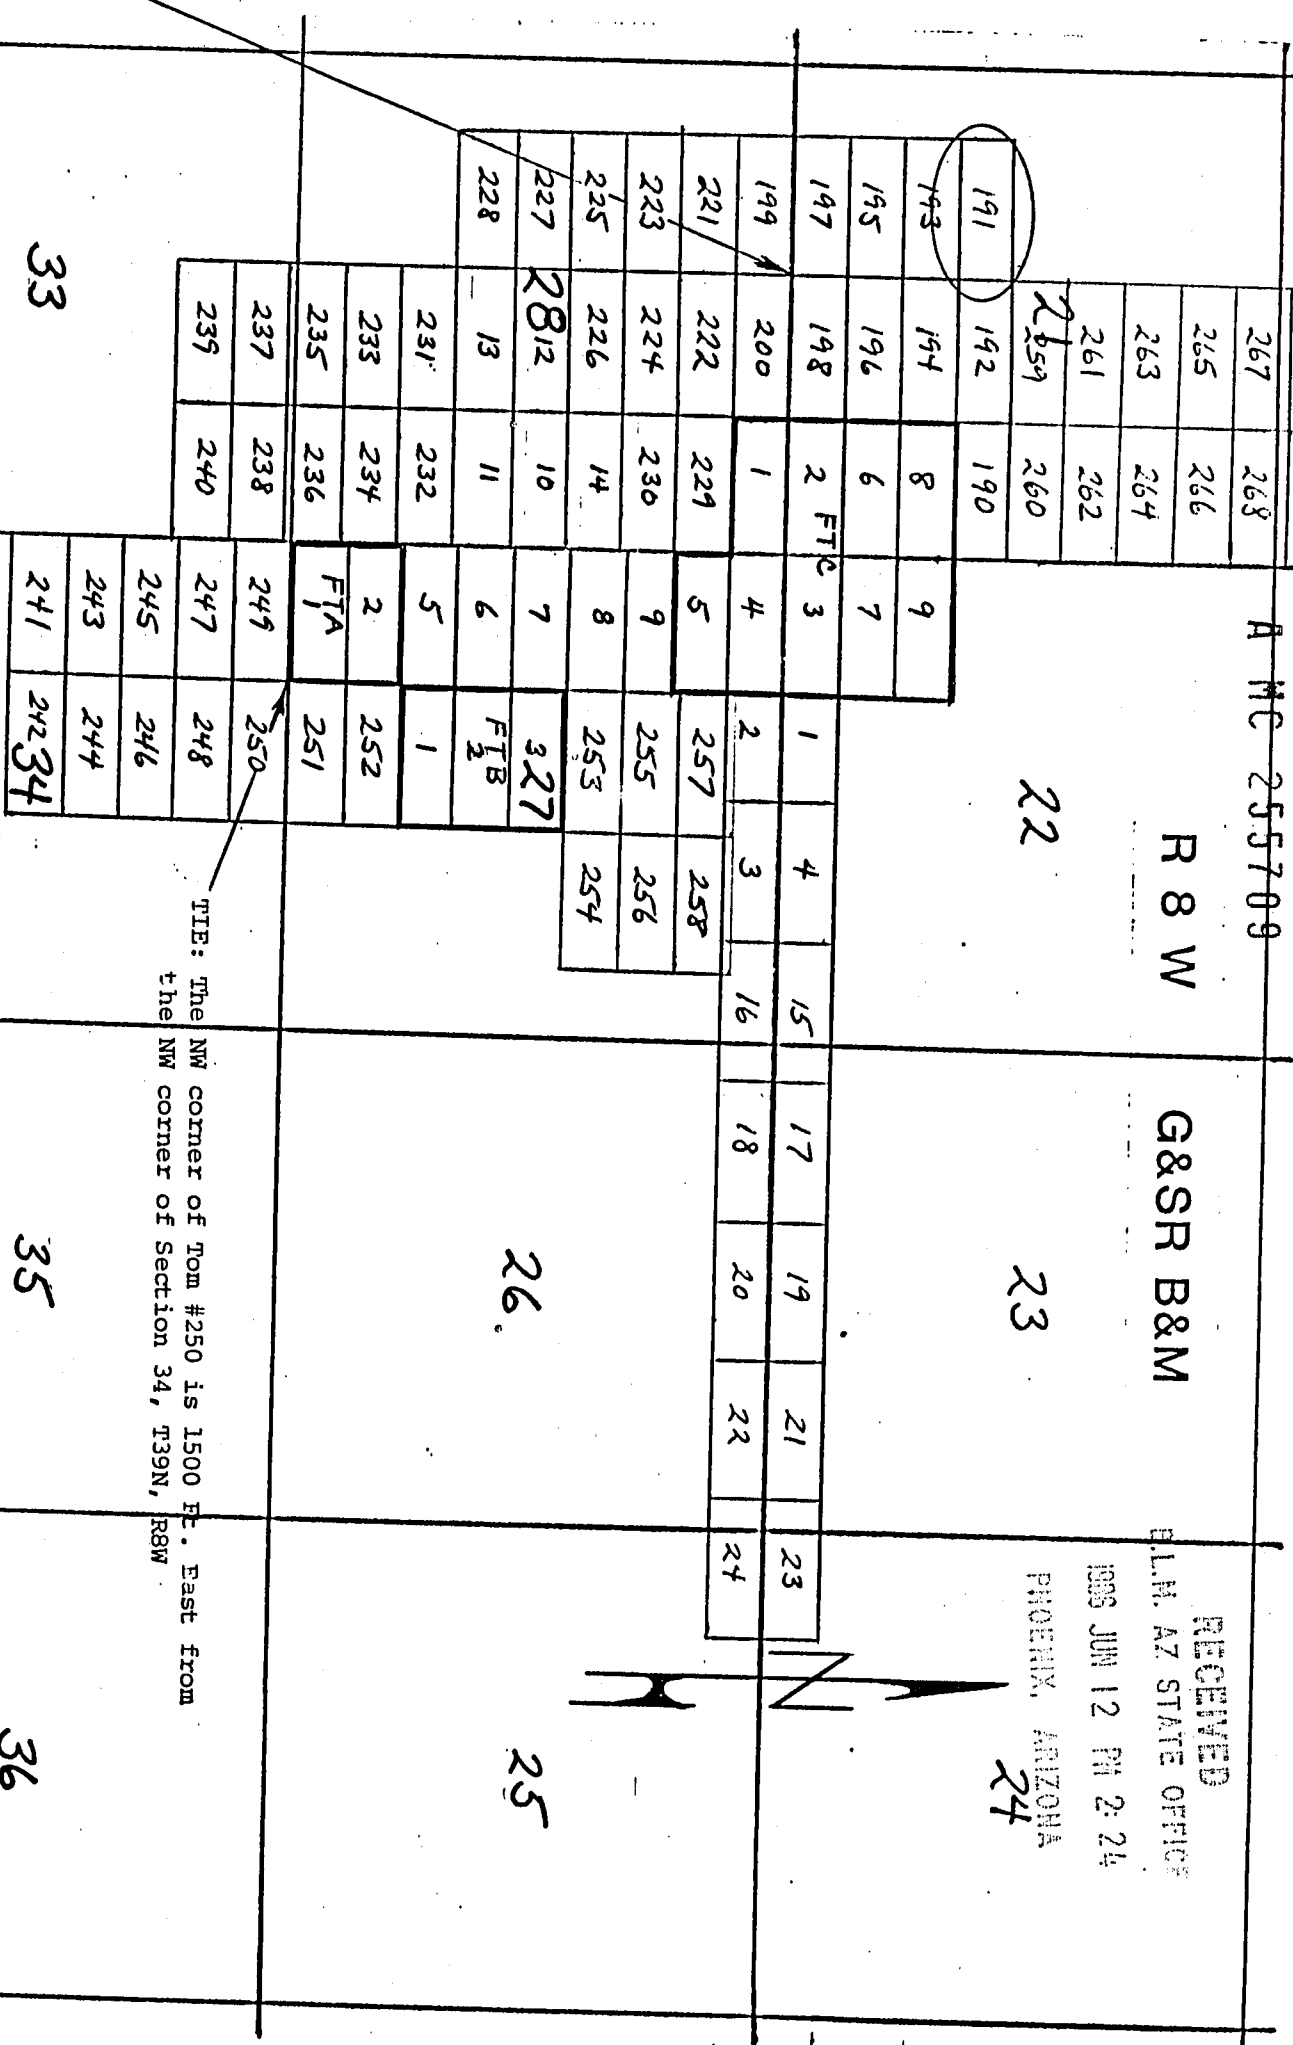 A MC 255709
267 268
RECEIVED
R 8 W G&SR B&M
265 266
B.L.M. AZ STATE OFFICE
263 264
1986 JUN 12 PM 2:24
261 262
PHOENIX, ARIZONA
21 259 260 22 23 24
191 192 190
193 194 8 9
195 196 6 7
197 198 2 FTC 3 1 4 15 17 19 21 23
N
199 200 1 4 2 3 16 18 20 22 24
221 222 229 5 257 258
223 224 230 9 255 256
225 226 14 8 253 254
227 28 12 10 7 3 27 26 25
228 13 11 6 FTB 2
231 232 5 1
233 234 2 252
235 236 FTA 1 251
237 238 249 250
239 240 247 248
TIE: The NW corner of Tom #250 is 1500 Ft. East from
the NW corner of Section 34, T39N, R8W
245 246
243 244
33 241 242 34 35 36